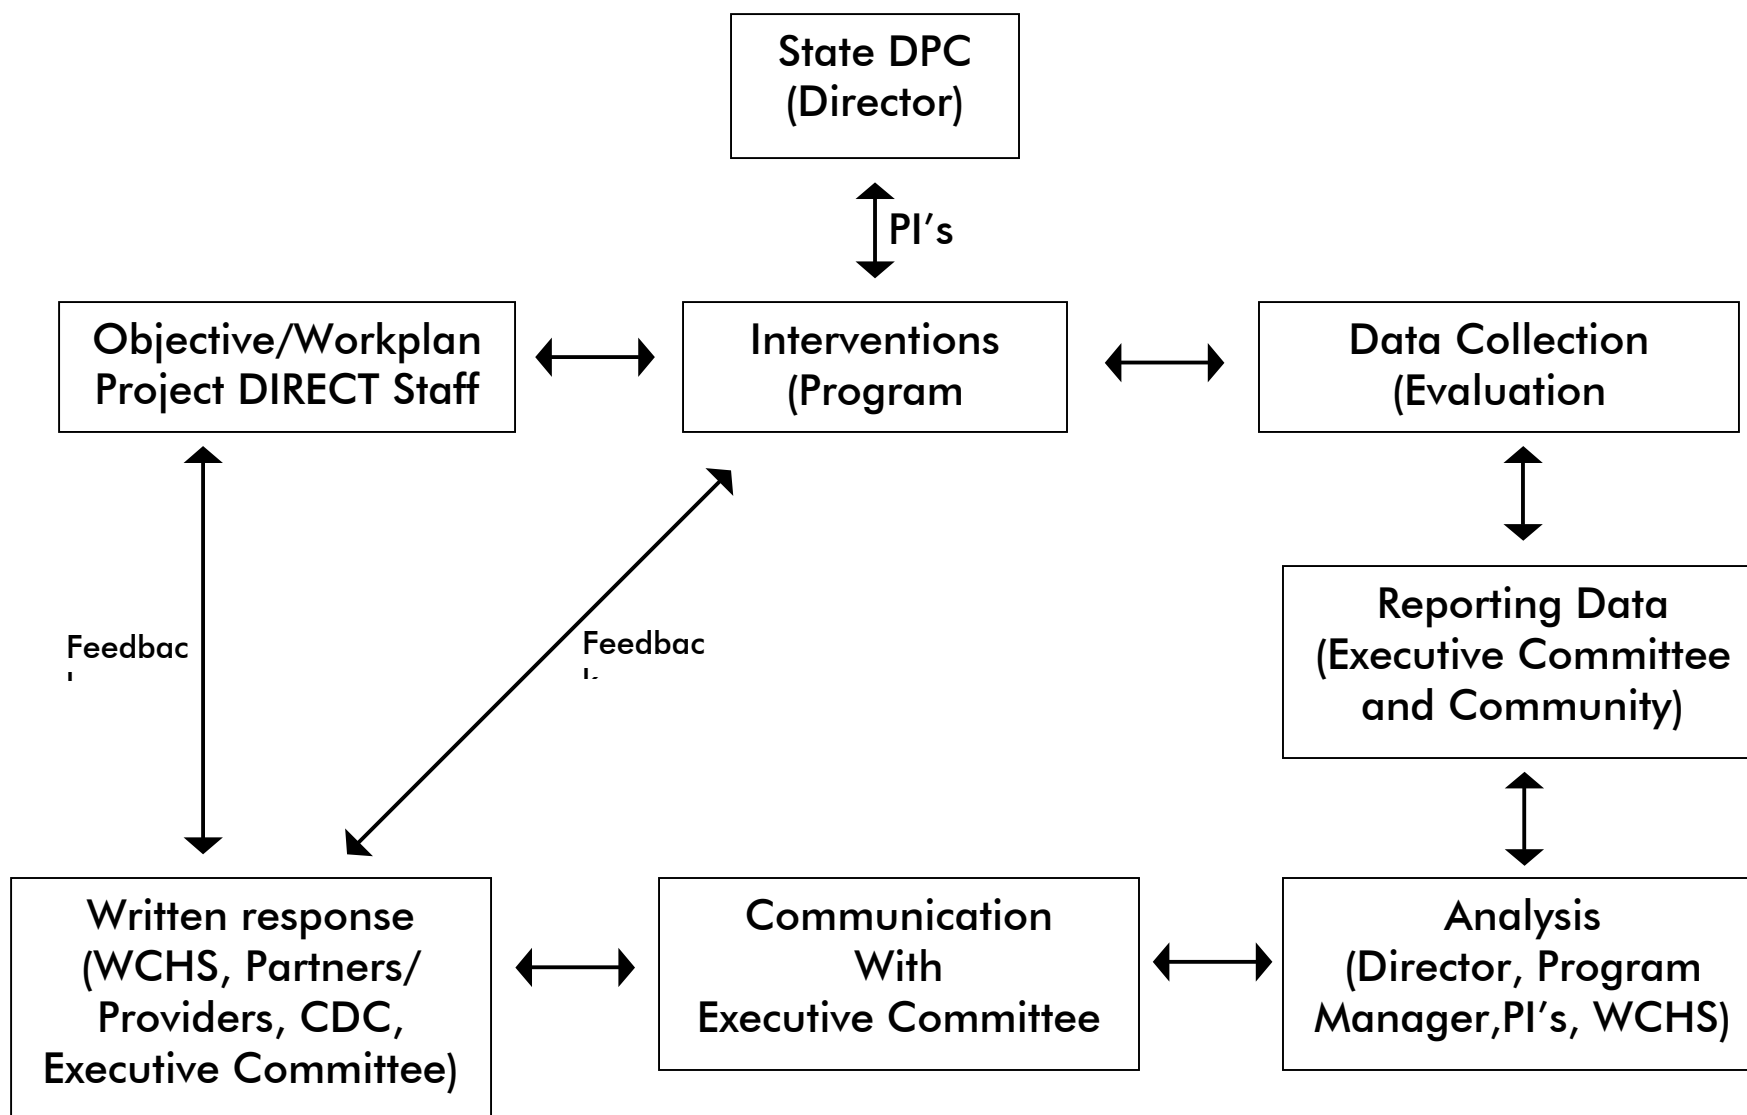 State DPC
(Director)
PI's
Objective/Workplan
Project DIRECT Staff
Interventions
(Program
Data Collection
(Evaluation
Reporting Data
(Executive Committee
and Community)
Feedbac
Feedbac
Written response
(WCHS, Partners/
Providers, CDC,
Executive Committee)
Communication
With
Executive Committee
Analysis
(Director, Program
Manager,PI's, WCHS)